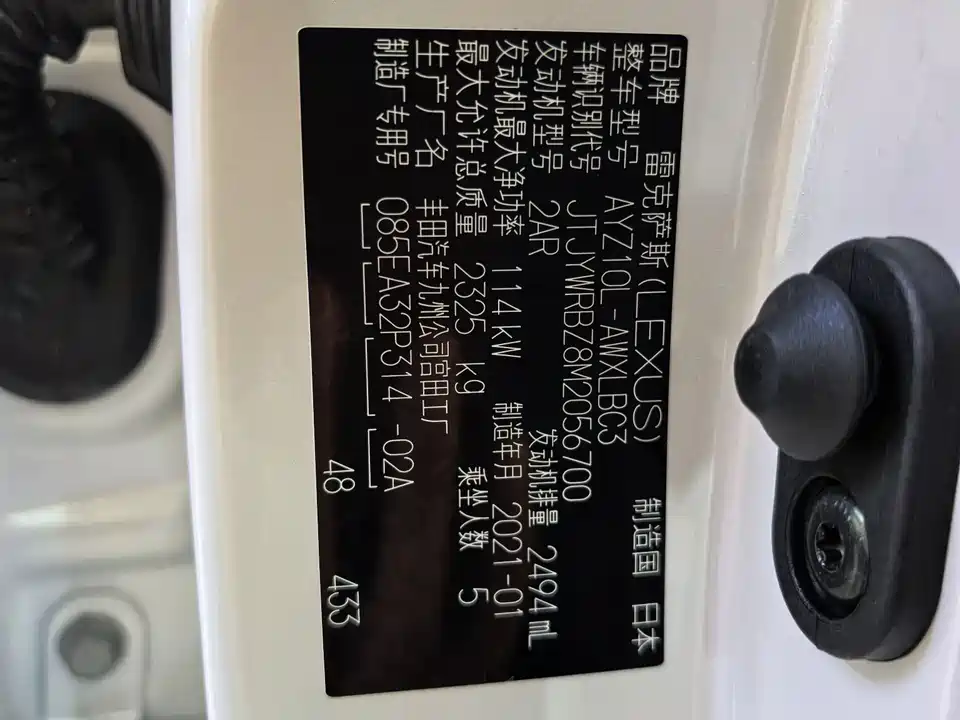 品牌 雷克萨斯(LEXUS) 制造国 日本
整车型号 AYZ10L-AWXLBC3
车辆识别代号 JTJYWRBZ8M2056700
发动机型号 2AR 发动机排量 2494 mL
发动机最大净功率 114 kW 制造年月 2021-01
最大允许总质量 2325 kg 乘坐人数 5
生产厂名 丰田汽车九州公司宫田工厂
制造厂专用号 085EA32P314-02A
48 433